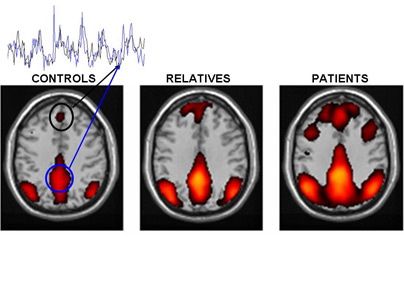 CONTROLS RELATIVES PATIENTS